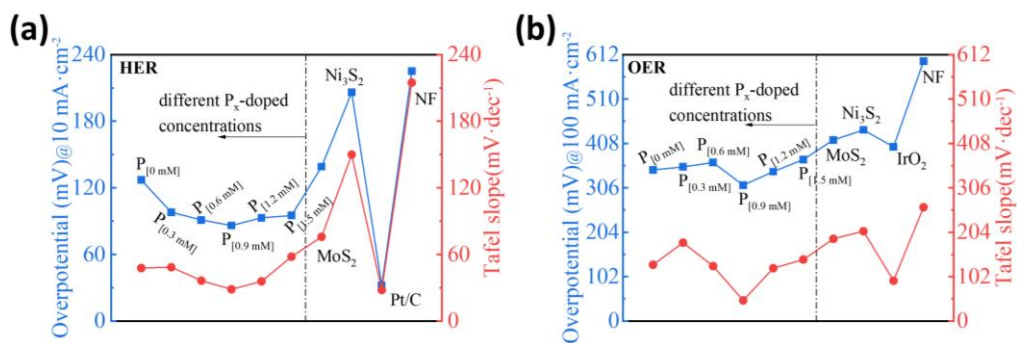 (a)
HER
different Pₓ-doped
concentrations
Ni₃S₂
P[0 mM]
P[0.3 mM]
P[0.6 mM]
P[0.9 mM]
P[1.2 mM]
P[1.5 mM]
MoS₂
Pt/C
NF
Overpotential (mV)@10 mA·cm⁻²
240
180
120
60
0
Tafel slope(mV·dec⁻¹)
240
210
180
150
120
90
60
30
0
(b)
OER
different Pₓ-doped
concentrations
P[0 mM]
P[0.3 mM]
P[0.6 mM]
P[0.9 mM]
P[1.2 mM]
P[1.5 mM]
MoS₂
Ni₃S₂
IrO₂
NF
Overpotential (mV)@100 mA·cm⁻²
612
510
408
306
204
102
0
Tafel slope(mV·dec⁻¹)
612
510
408
306
204
102
0